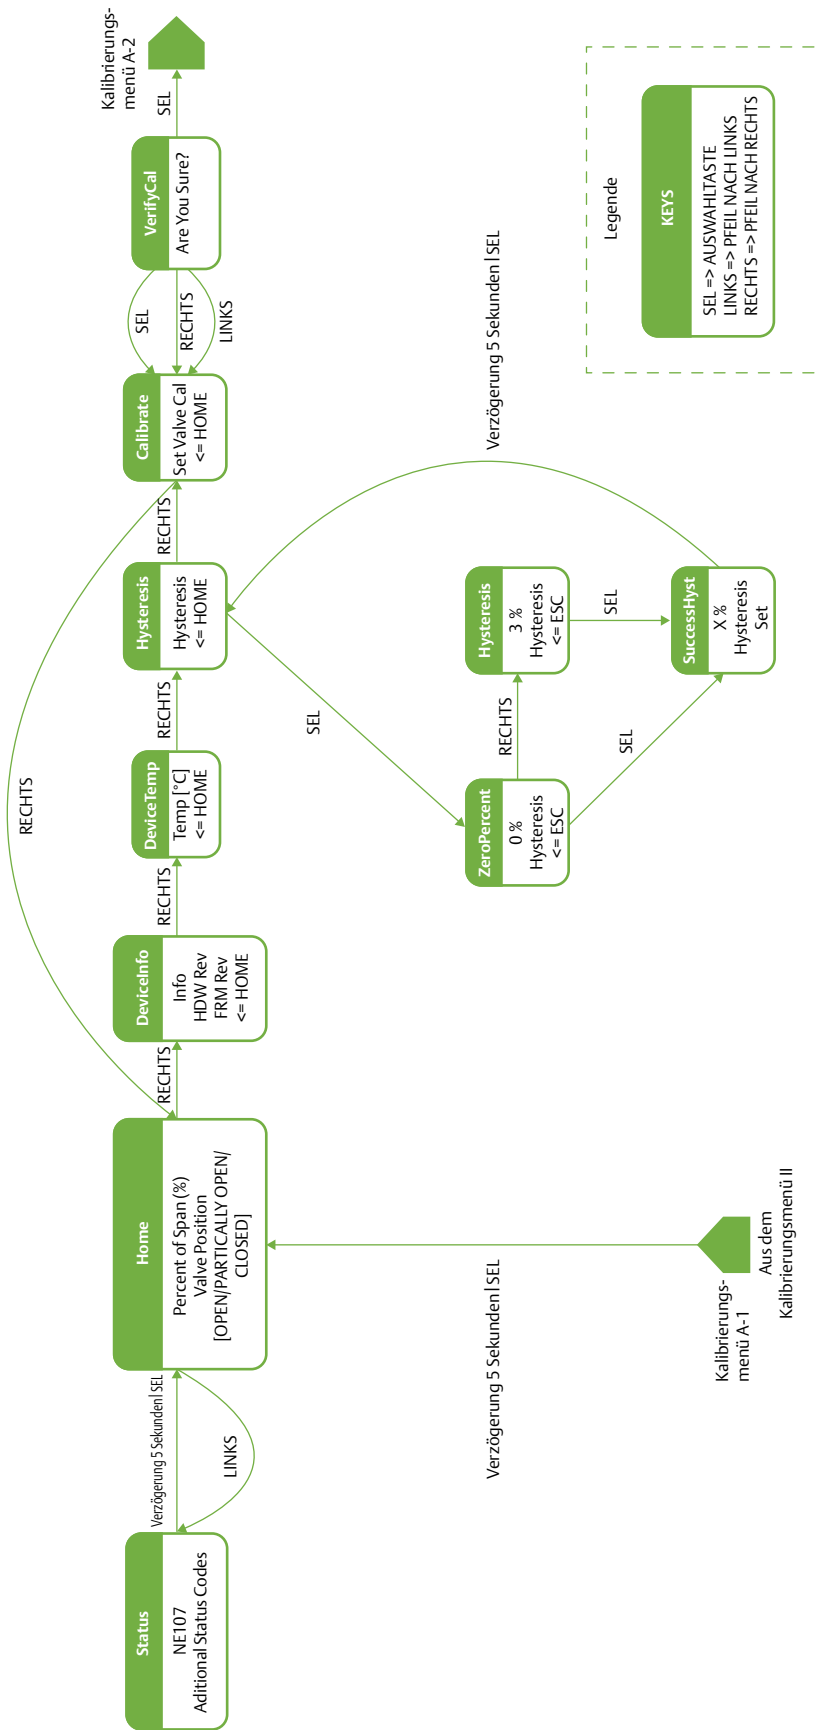 Status
NE107
Aditional Status Codes
Verzögerung 5 Sekunden|SEL
LINKS
Home
Percent of Span (%)
Valve Position
[OPEN/PARTICALLY OPEN/
CLOSED]
RECHTS
DeviceInfo
Info
HDW Rev
FRM Rev
<= HOME
RECHTS
DeviceTemp
Temp [°C]
<= HOME
RECHTS
Hysteresis
Hysteresis
<= HOME
RECHTS
Calibrate
Set Valve Cal
<= HOME
RECHTS
SEL
RECHTS
LINKS
VerifyCal
Are You Sure?
SEL
Kalibrierungs-
menü A-2
SEL
ZeroPercent
0 %
Hysteresis
<= ESC
RECHTS
Hysteresis
3 %
Hysteresis
<= ESC
SEL
SEL
SuccessHyst
X %
Hysteresis
Set
Verzögerung 5 Sekunden|SEL
Verzögerung 5 Sekunden|SEL
Kalibrierungs-
menü A-1
Aus dem
Kalibrierungsmenü II
Legende
KEYS
SEL => AUSWAHLTASTE
LINKS => PFEIL NACH LINKS
RECHTS => PFEIL NACH RECHTS